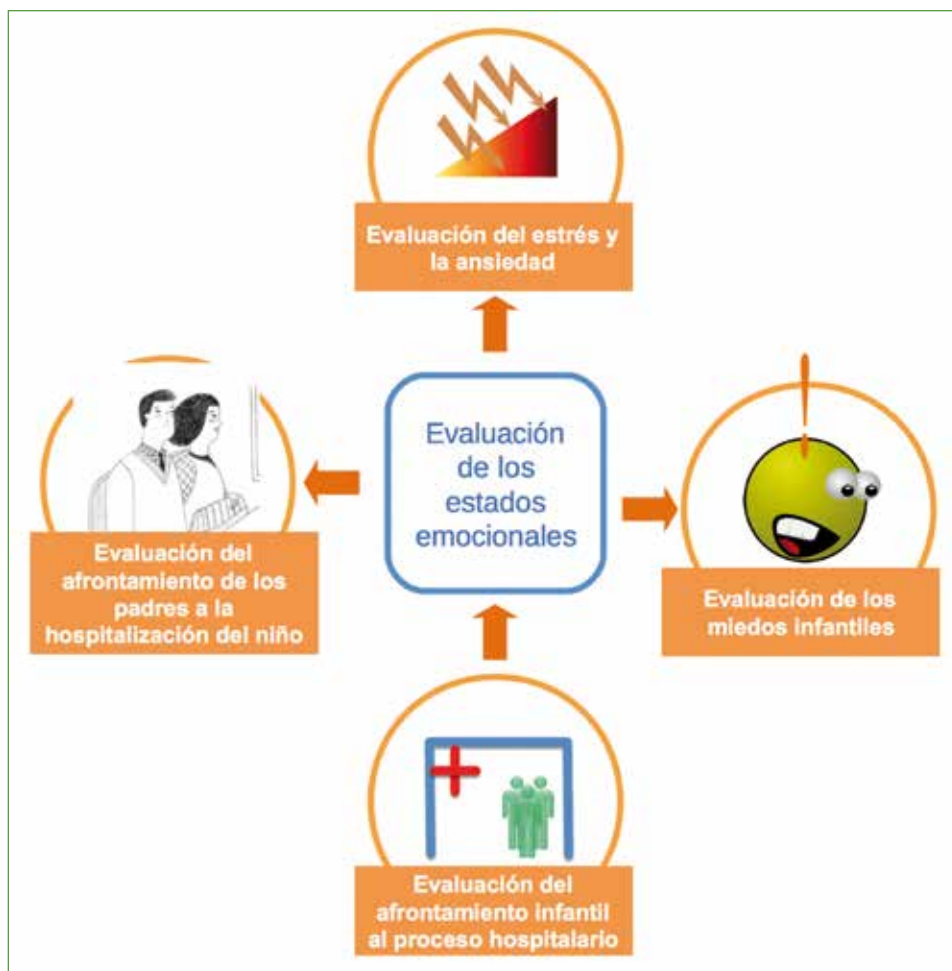 Evaluación del estrés y
la ansiedad
Evaluación
de los
estados
emocionales
Evaluación del
afrontamiento de los
padres a la
hospitalización del niño
Evaluación de los
miedos infantiles
Evaluación del
afrontamiento infantil
al proceso hospitalario